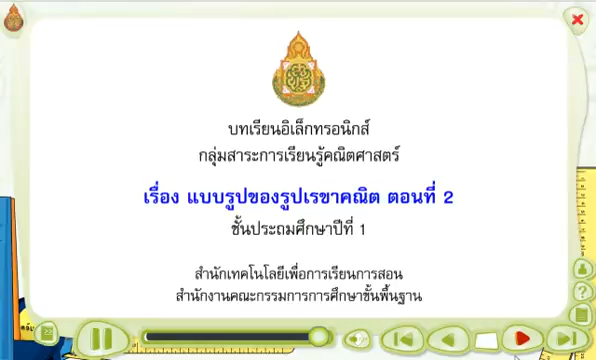 บทเรียนอิเล็กทรอนิกส์
กลุ่มสาระการเรียนรู้คณิตศาสตร์
เรื่อง แบบรูปของรูปเรขาคณิต ตอนที่ 2
ชั้นประถมศึกษาปีที่ 1
สำนักเทคโนโลยีเพื่อการเรียนการสอน
สำนักงานคณะกรรมการการศึกษาขั้นพื้นฐาน